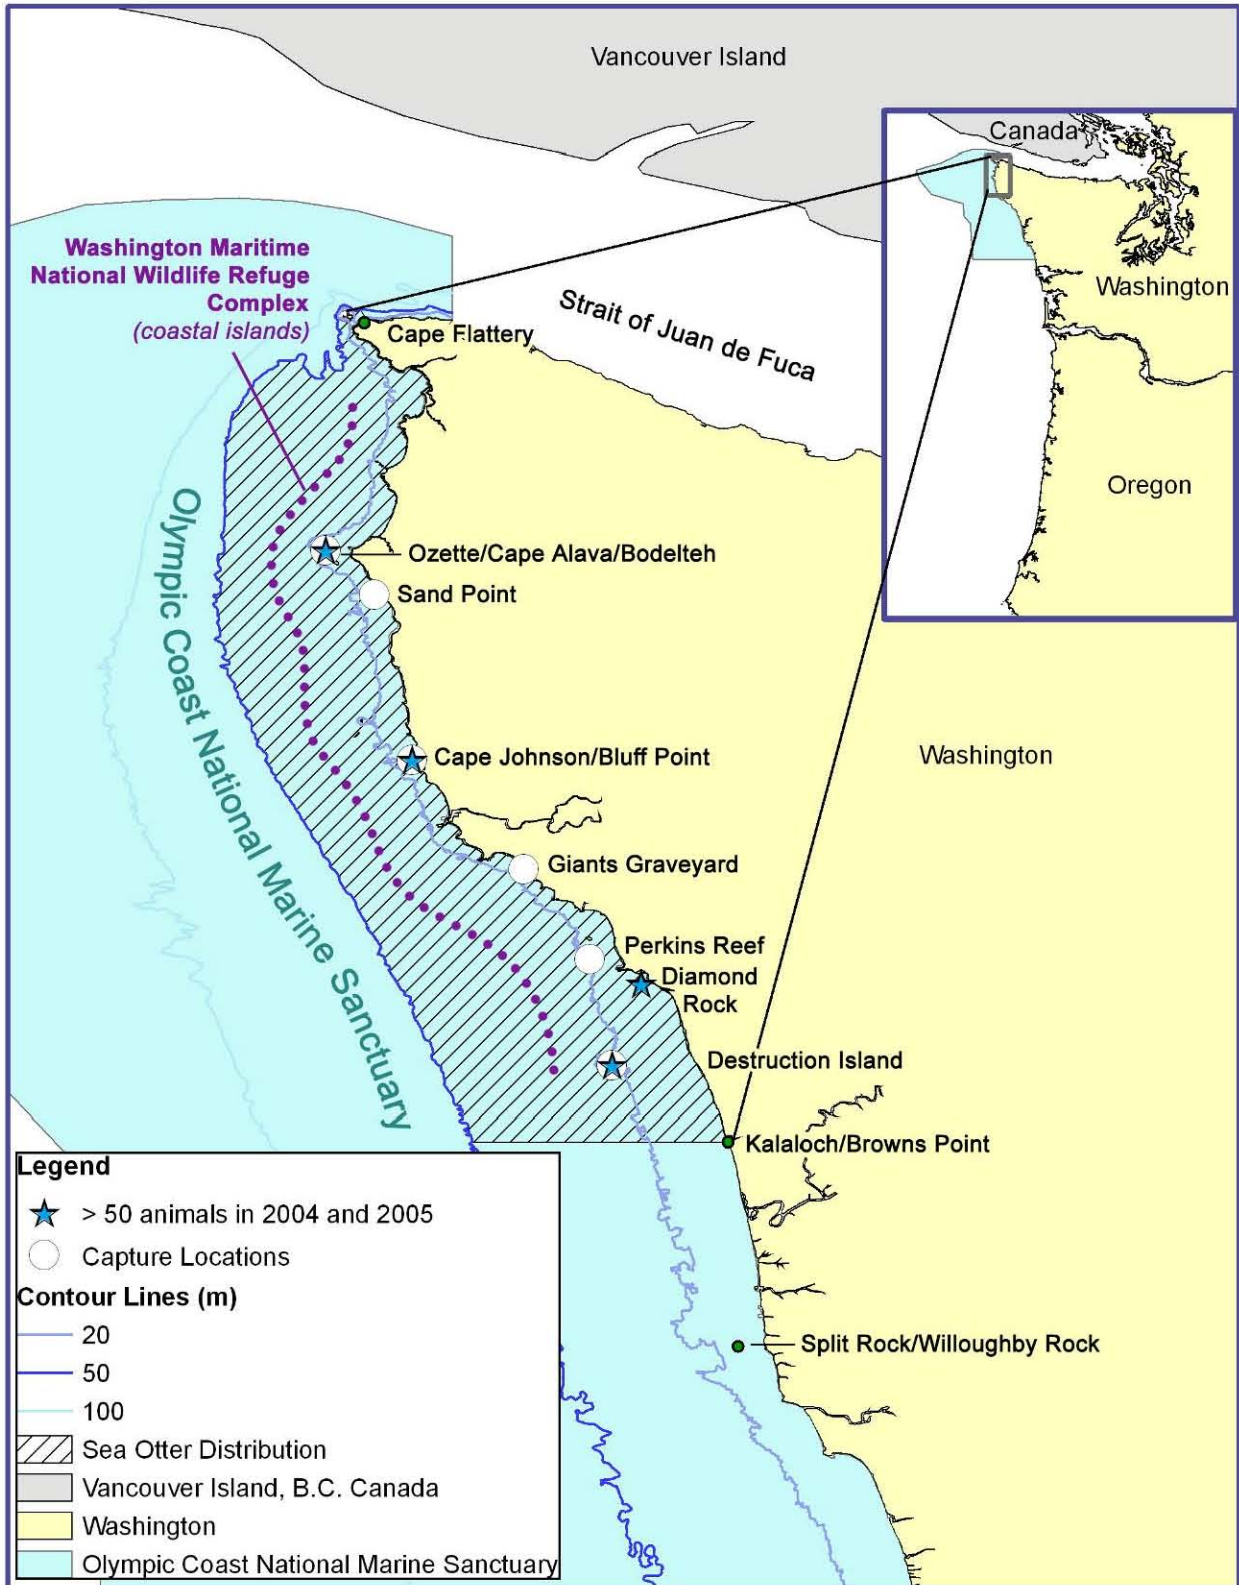 Vancouver Island
Canada
Washington
Oregon
Washington Maritime
National Wildlife Refuge
Complex
(coastal islands)
Strait of Juan de Fuca
Cape Flattery
Olympic Coast National Marine Sanctuary
Ozette/Cape Alava/Bodelteh
Sand Point
Cape Johnson/Bluff Point
Washington
Giants Graveyard
Perkins Reef
Diamond
Rock
Destruction Island
Kalaloch/Browns Point
Split Rock/Willoughby Rock
Legend
> 50 animals in 2004 and 2005
Capture Locations
Contour Lines (m)
20
50
100
Sea Otter Distribution
Vancouver Island, B.C. Canada
Washington
Olympic Coast National Marine Sanctuary